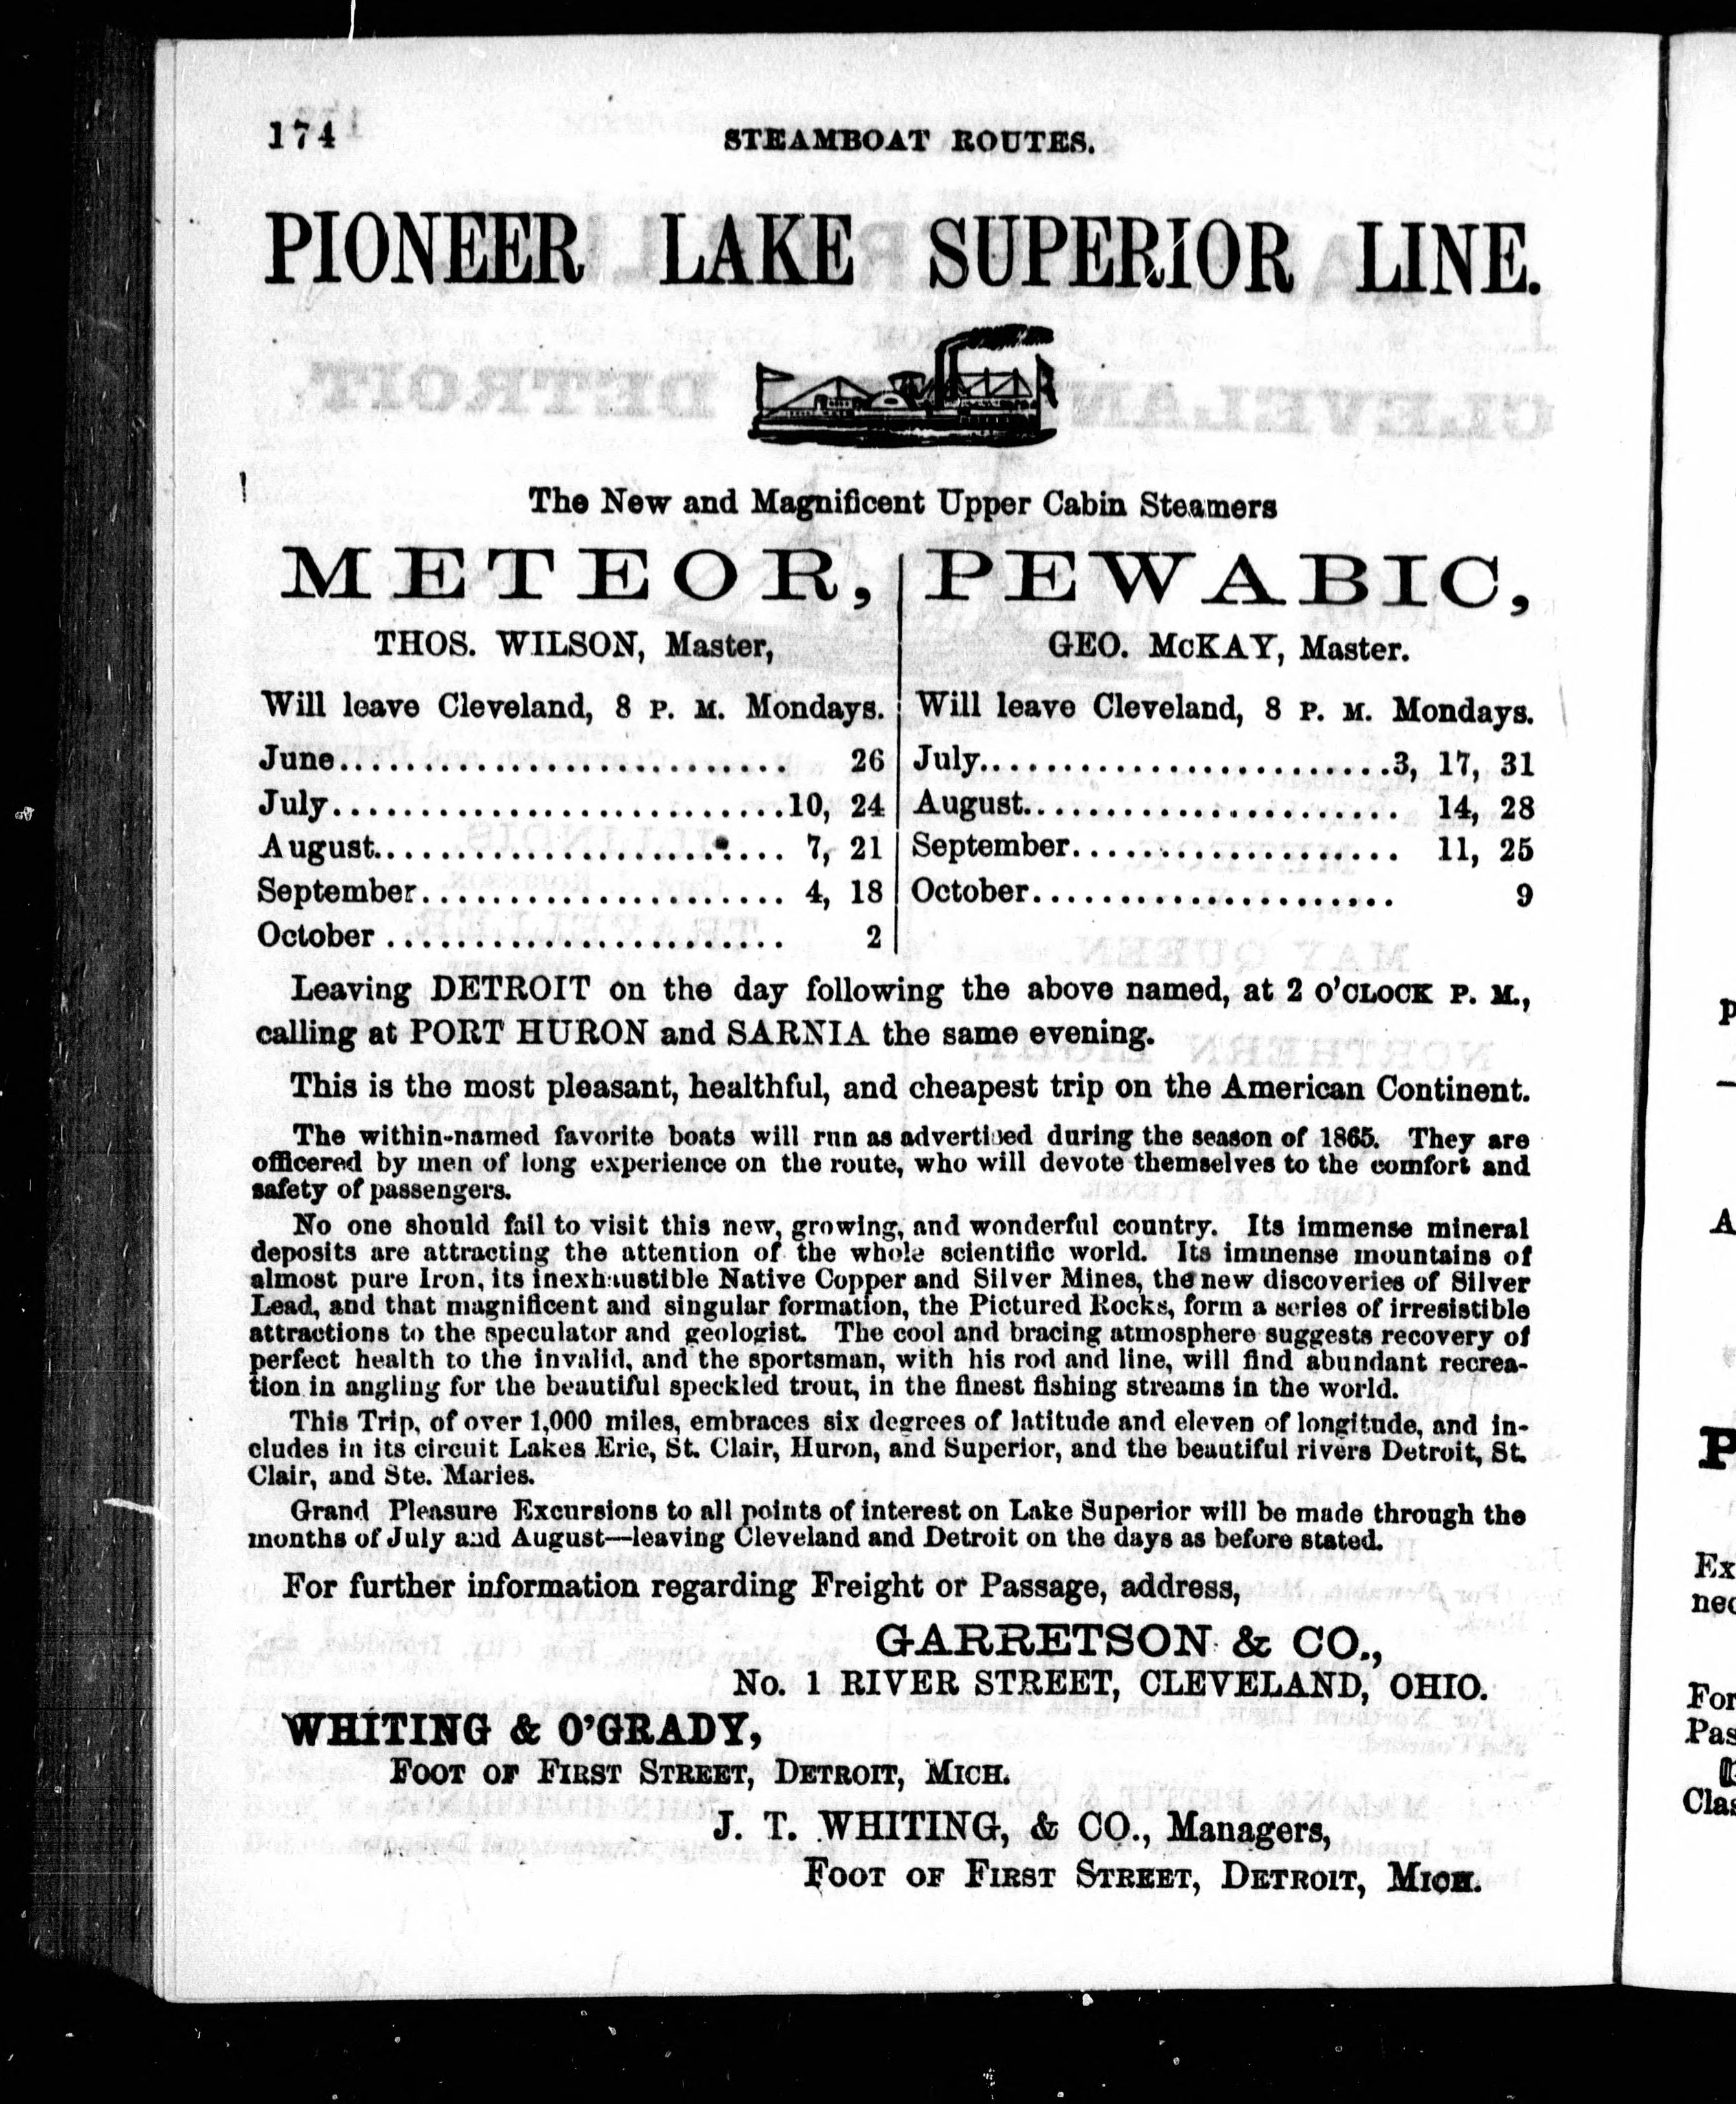 174
STEAMBOAT ROUTES.
PIONEER LAKE SUPERIOR LINE.
The New and Magnificent Upper Cabin Steamers
METEOR,
THOS. WILSON, Master,
Will leave Cleveland, 8 P. M. Mondays.
June........................... 26
July...........................10, 24
August......................... 7, 21
September...................... 4, 18
October ........................ 2
PEWABIC,
GEO. McKAY, Master.
Will leave Cleveland, 8 P. M. Mondays.
July.........................3, 17, 31
August....................... 14, 28
September.................... 11, 25
October...................... 9
Leaving DETROIT on the day following the above named, at 2 O'CLOCK P. M.,
calling at PORT HURON and SARNIA the same evening.
This is the most pleasant, healthful, and cheapest trip on the American Continent.
The within-named favorite boats will run as advertised during the season of 1865. They are
officered by men of long experience on the route, who will devote themselves to the comfort and
safety of passengers.
No one should fail to visit this new, growing, and wonderful country. Its immense mineral
deposits are attracting the attention of the whole scientific world. Its immense mountains of
almost pure Iron, its inexhaustible Native Copper and Silver Mines, the new discoveries of Silver
Lead, and that magnificent and singular formation, the Pictured Rocks, form a series of irresistible
attractions to the speculator and geologist. The cool and bracing atmosphere suggests recovery of
perfect health to the invalid, and the sportsman, with his rod and line, will find abundant recrea-
tion in angling for the beautiful speckled trout, in the finest fishing streams in the world.
This Trip, of over 1,000 miles, embraces six degrees of latitude and eleven of longitude, and in-
cludes in its circuit Lakes Erie, St. Clair, Huron, and Superior, and the beautiful rivers Detroit, St.
Clair, and Ste. Maries.
Grand Pleasure Excursions to all points of interest on Lake Superior will be made through the
months of July and August—leaving Cleveland and Detroit on the days as before stated.
For further information regarding Freight or Passage, address,
GARRETSON & CO.,
No. 1 RIVER STREET, CLEVELAND, OHIO.
WHITING & O'GRADY,
FOOT OF FIRST STREET, DETROIT, MICH.
J. T. WHITING, & CO., Managers,
FOOT OF FIRST STREET, DETROIT, MICH.